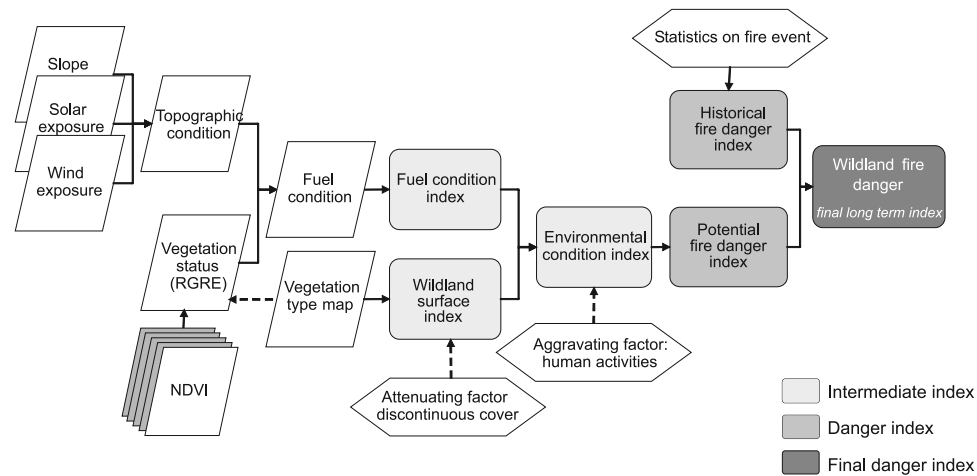 Slope
Solar
exposure
Wind
exposure
Topographic
condition
Vegetation
status
(RGRE)
NDVI
Fuel
condition
Vegetation
type map
Fuel condition
index
Wildland
surface
index
Attenuating factor
discontinuous cover
Environmental
condition index
Aggravating factor:
human activities
Statistics on fire event
Historical
fire danger
index
Potential
fire danger
index
Wildland fire
danger
final long term index
Intermediate index
Danger index
Final danger index